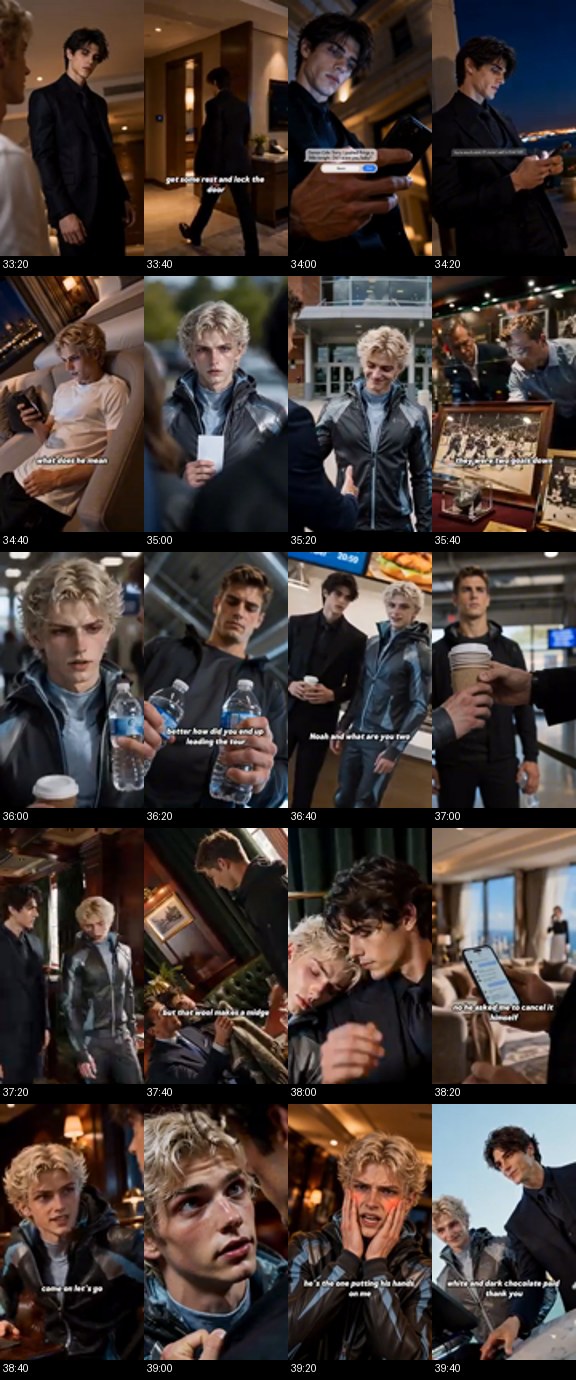 33:20
33:40
34:00
34:20
get some rest and lock the
door
34:40
35:00
35:20
35:40
what does he mean
they were two goals down
36:00
36:20
36:40
37:00
20:59
better how did you end up
leading the tour
Noah and what are you two
37:20
37:40
38:00
38:20
but that wool makes a midge
no he asked me to cancel it
himself
38:40
39:00
39:20
39:40
come on let's go
he's the one putting his hands
on me
white and dark chocolate paid
thank you